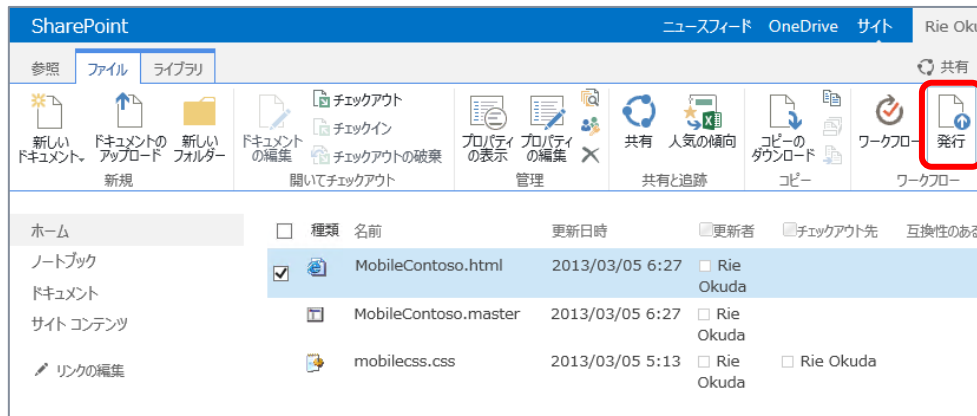 SharePoint ニュースフィード OneDrive サイト Rie Oku
参照 ファイル ライブラリ 共有
新しい
ドキュメント
ドキュメントの
アップロード
新しい
フォルダー
新規
ドキュメント
の編集
チェックアウト
チェックイン
チェックアウトの破棄
開いてチェックアウト
プロパティ
の表示
プロパティ
の編集
管理
共有
人気の傾向
共有と追跡
コピーの
ダウンロード
コピー
ワークフロー
発行
ワークフロー
ホーム
ノートブック
ドキュメント
サイト コンテンツ
リンクの編集
種類 名前 更新日時 更新者 チェックアウト先 互換性のある
MobileContoso.html 2013/03/05 6:27 Rie
Okuda
MobileContoso.master 2013/03/05 6:27 Rie
Okuda
mobilecss.css 2013/03/05 5:13 Rie Rie Okuda
Okuda